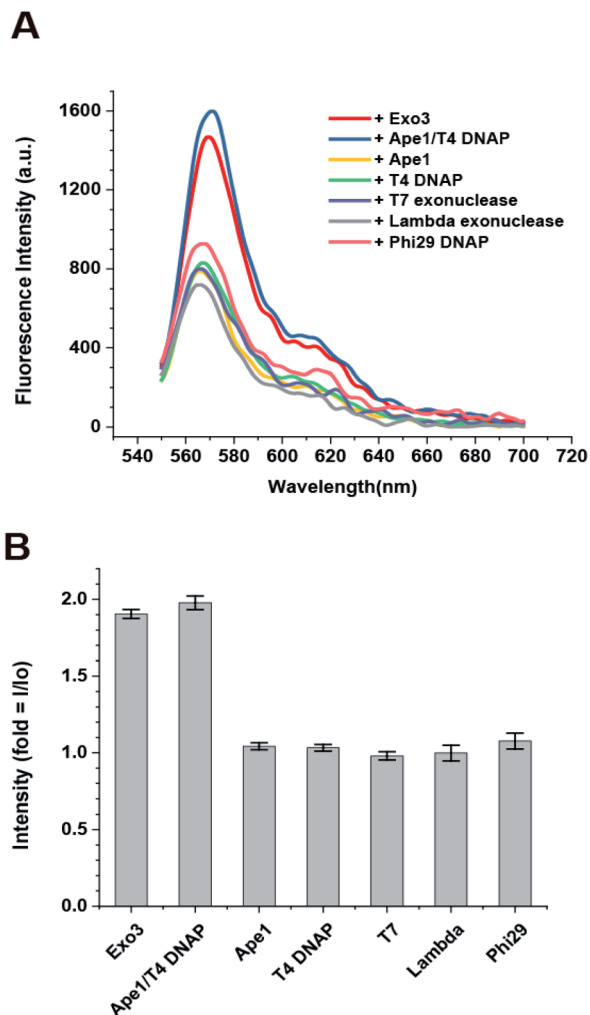 A
Fluorescence Intensity (a.u.)
1600
1200
800
400
0
+ Exo3
+ Ape1/T4 DNAP
+ Ape1
+ T4 DNAP
+ T7 exonuclease
+ Lambda exonuclease
+ Phi29 DNAP
540 560 580 600 620 640 660 680 700 720
Wavelength(nm)
B
Intensity (fold = I/Io)
2.0
1.5
1.0
0.5
0.0
Exo3
Ape1/T4 DNAP
Ape1
T4 DNAP
T7
Lambda
Phi29